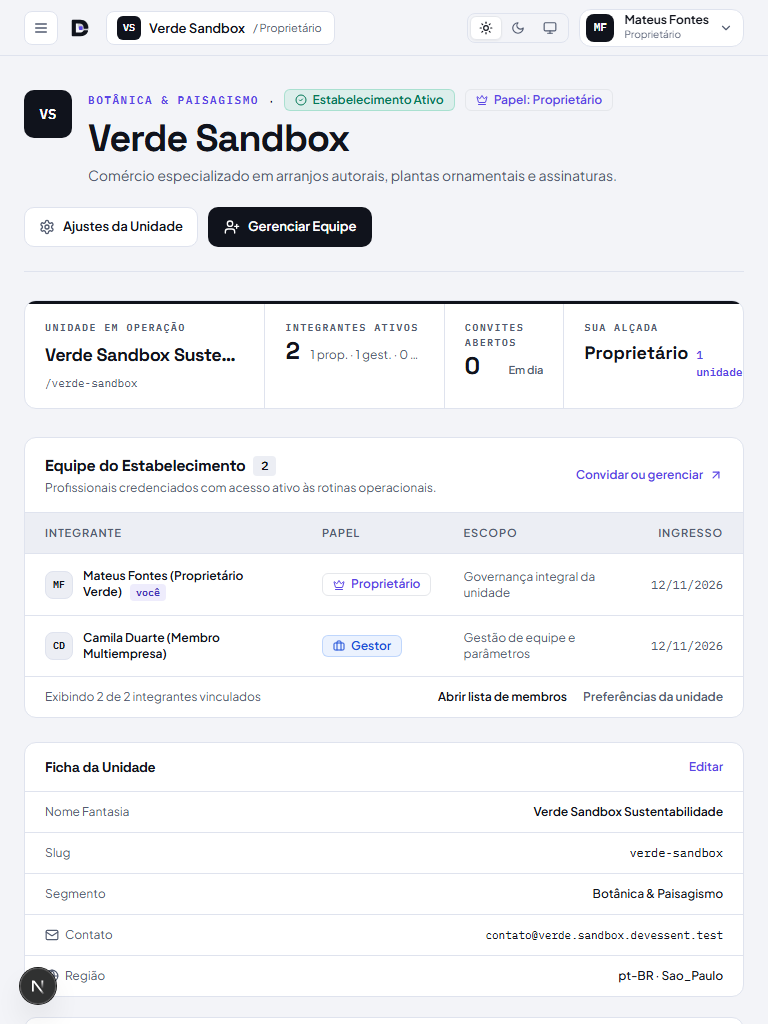 VS Verde Sandbox / Proprietário
MF Mateus Fontes
Proprietário
VS
BOTÂNICA & PAISAGISMO · Estabelecimento Ativo Papel: Proprietário
Verde Sandbox
Comércio especializado em arranjos autorais, plantas ornamentais e assinaturas.
Ajustes da Unidade Gerenciar Equipe
UNIDADE EM OPERAÇÃO
Verde Sandbox Suste...
/verde-sandbox
INTEGRANTES ATIVOS
2 1 prop. · 1 gest. · 0 ...
CONVITES
ABERTOS
0 Em dia
SUA ALÇADA
Proprietário 1
unidade
Equipe do Estabelecimento 2
Profissionais credenciados com acesso ativo às rotinas operacionais.
Convidar ou gerenciar
INTEGRANTE PAPEL ESCOPO INGRESSO
MF Mateus Fontes (Proprietário
Verde) você
Proprietário
Governança integral da
unidade
12/11/2026
CD Camila Duarte (Membro
Multiempresa)
Gestor
Gestão de equipe e
parâmetros
12/11/2026
Exibindo 2 de 2 integrantes vinculados Abrir lista de membros Preferências da unidade
Ficha da Unidade Editar
Nome Fantasia Verde Sandbox Sustentabilidade
Slug verde-sandbox
Segmento Botânica & Paisagismo
Contato contato@verde.sandbox.devessent.test
Região pt-BR · Sao_Paulo
N